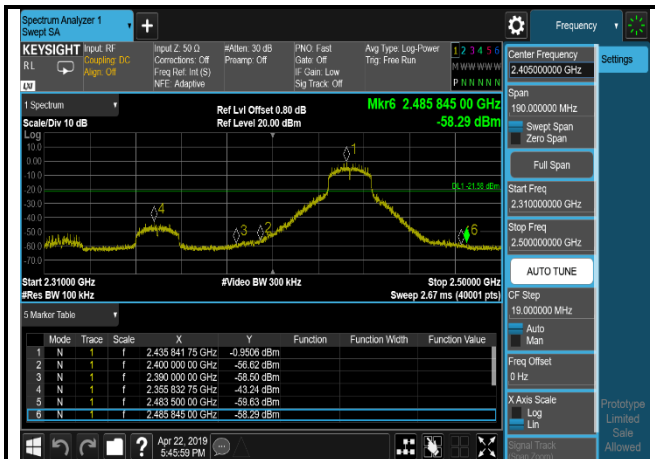 Spectrum Analyzer 1
Swept SA
+
Frequency
KEYSIGHT
RL
LXI
Input: RF
Coupling: DC
Align: Off
Input Z: 50 Ω
Corrections: Off
Freq Ref: Int (S)
NFE: Adaptive
#Atten: 30 dB
Preamp: Off
PNO: Fast
Gate: Off
IF Gain: Low
Sig Track: Off
Avg Type: Log-Power
Trig: Free Run
1 2 3 4 5 6
M W W W W W
P N N N N N
1 Spectrum
Scale/Div 10 dB
Ref Lvl Offset 0.80 dB
Ref Level 20.00 dBm
Mkr6 2.485 845 00 GHz
-58.29 dBm
Log
10.0
0.00
-10.0
-20.0
-30.0
-40.0
-50.0
-60.0
-70.0
1
DL1 -21.58 dBm
4
3
2
6
Start 2.31000 GHz
#Res BW 100 kHz
#Video BW 300 kHz
Stop 2.50000 GHz
Sweep 2.67 ms (40001 pts)
5 Marker Table
Mode Trace Scale X Y Function Function Width Function Value
1 N 1 f 2.435 841 75 GHz -0.9506 dBm
2 N 1 f 2.400 000 00 GHz -56.62 dBm
3 N 1 f 2.390 000 00 GHz -58.50 dBm
4 N 1 f 2.355 832 75 GHz -43.24 dBm
5 N 1 f 2.483 500 00 GHz -59.63 dBm
6 N 1 f 2.485 845 00 GHz -58.29 dBm
?
Apr 22, 2019
5:45:59 PM
Center Frequency
2.405000000 GHz
Span
190.000000 MHz
Swept Span
Zero Span
Full Span
Start Freq
2.310000000 GHz
Stop Freq
2.500000000 GHz
AUTO TUNE
CF Step
19.000000 MHz
Auto
Man
Freq Offset
0 Hz
X Axis Scale
Log
Lin
Signal Track
(Span Zoom)
Settings
Prototype
Limited
Sale
Allowed